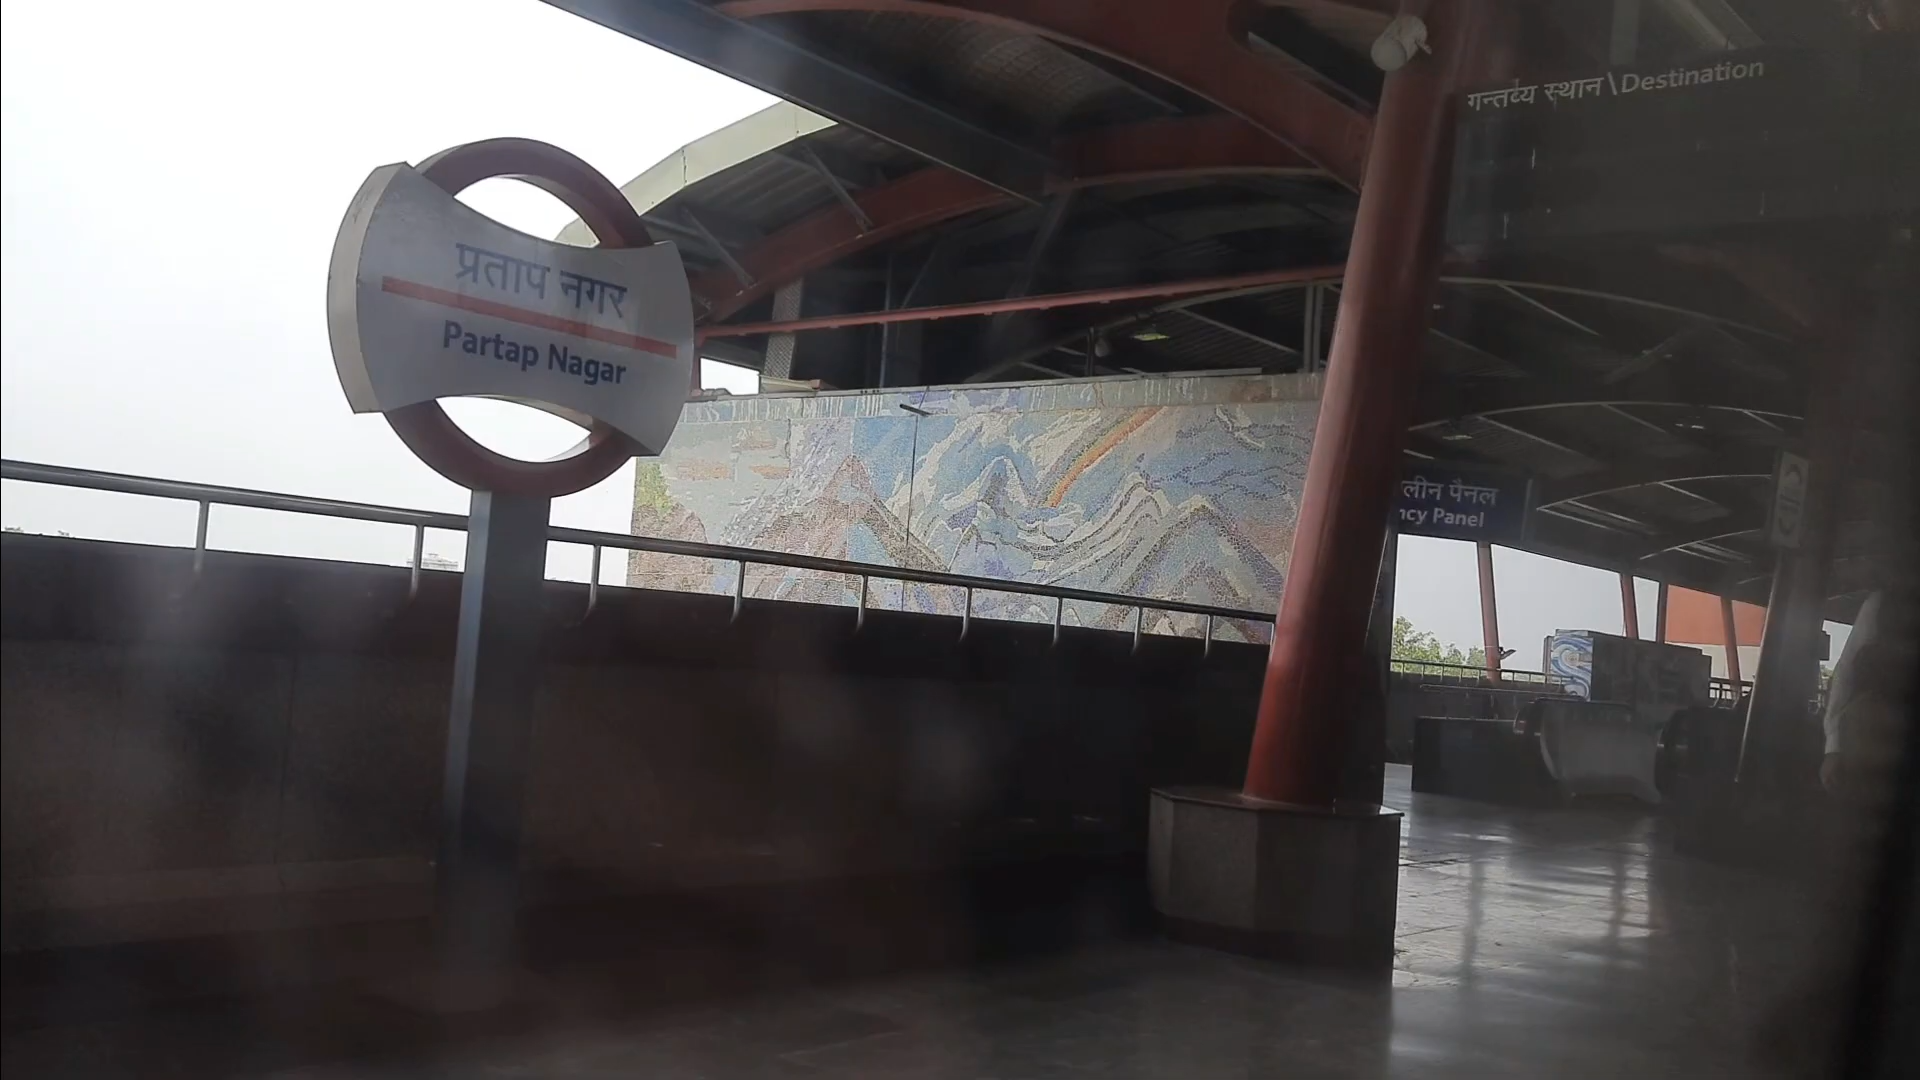 प्रताप नगर
Partap Nagar
गन्तव्य स्थान\Destination
लीन पैनल
ncy Panel